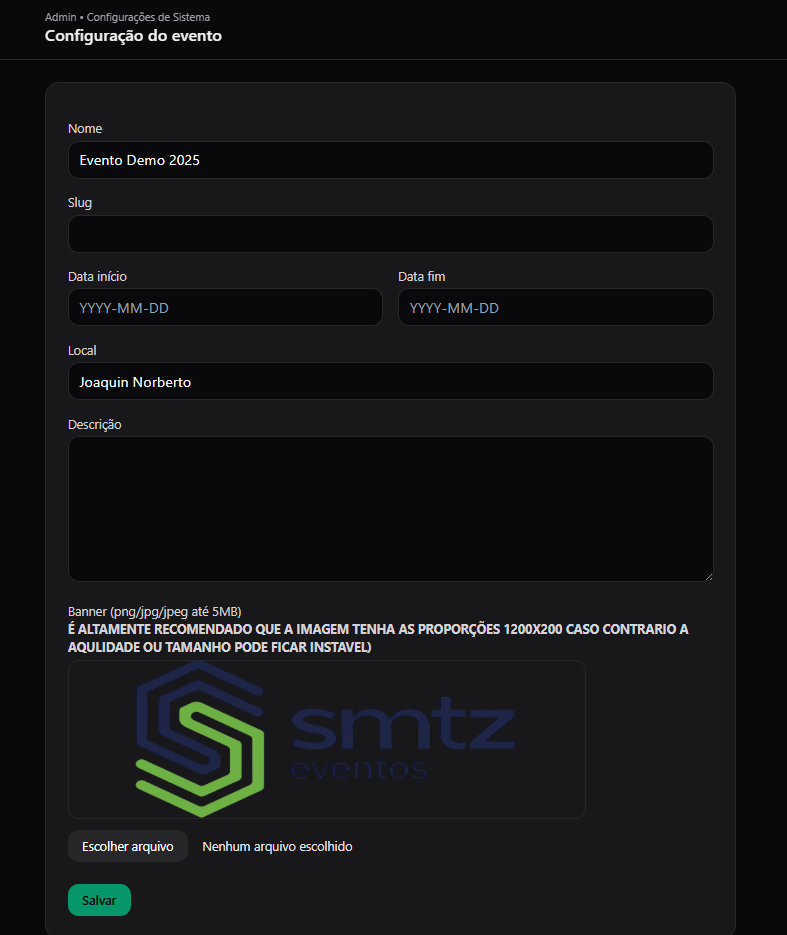 Admin • Configurações de Sistema
Configuração do evento
Nome
Evento Demo 2025
Slug
Data início
Data fim
YYYY-MM-DD
YYYY-MM-DD
Local
Joaquin Norberto
Descrição
Banner (png/jpg/jpeg até 5MB)
É ALTAMENTE RECOMENDADO QUE A IMAGEM TENHA AS PROPORÇÕES 1200X200 CASO CONTRARIO A
AQULIDADE OU TAMANHO PODE FICAR INSTAVEL)
smtz
eventos
Escolher arquivo Nenhum arquivo escolhido
Salvar